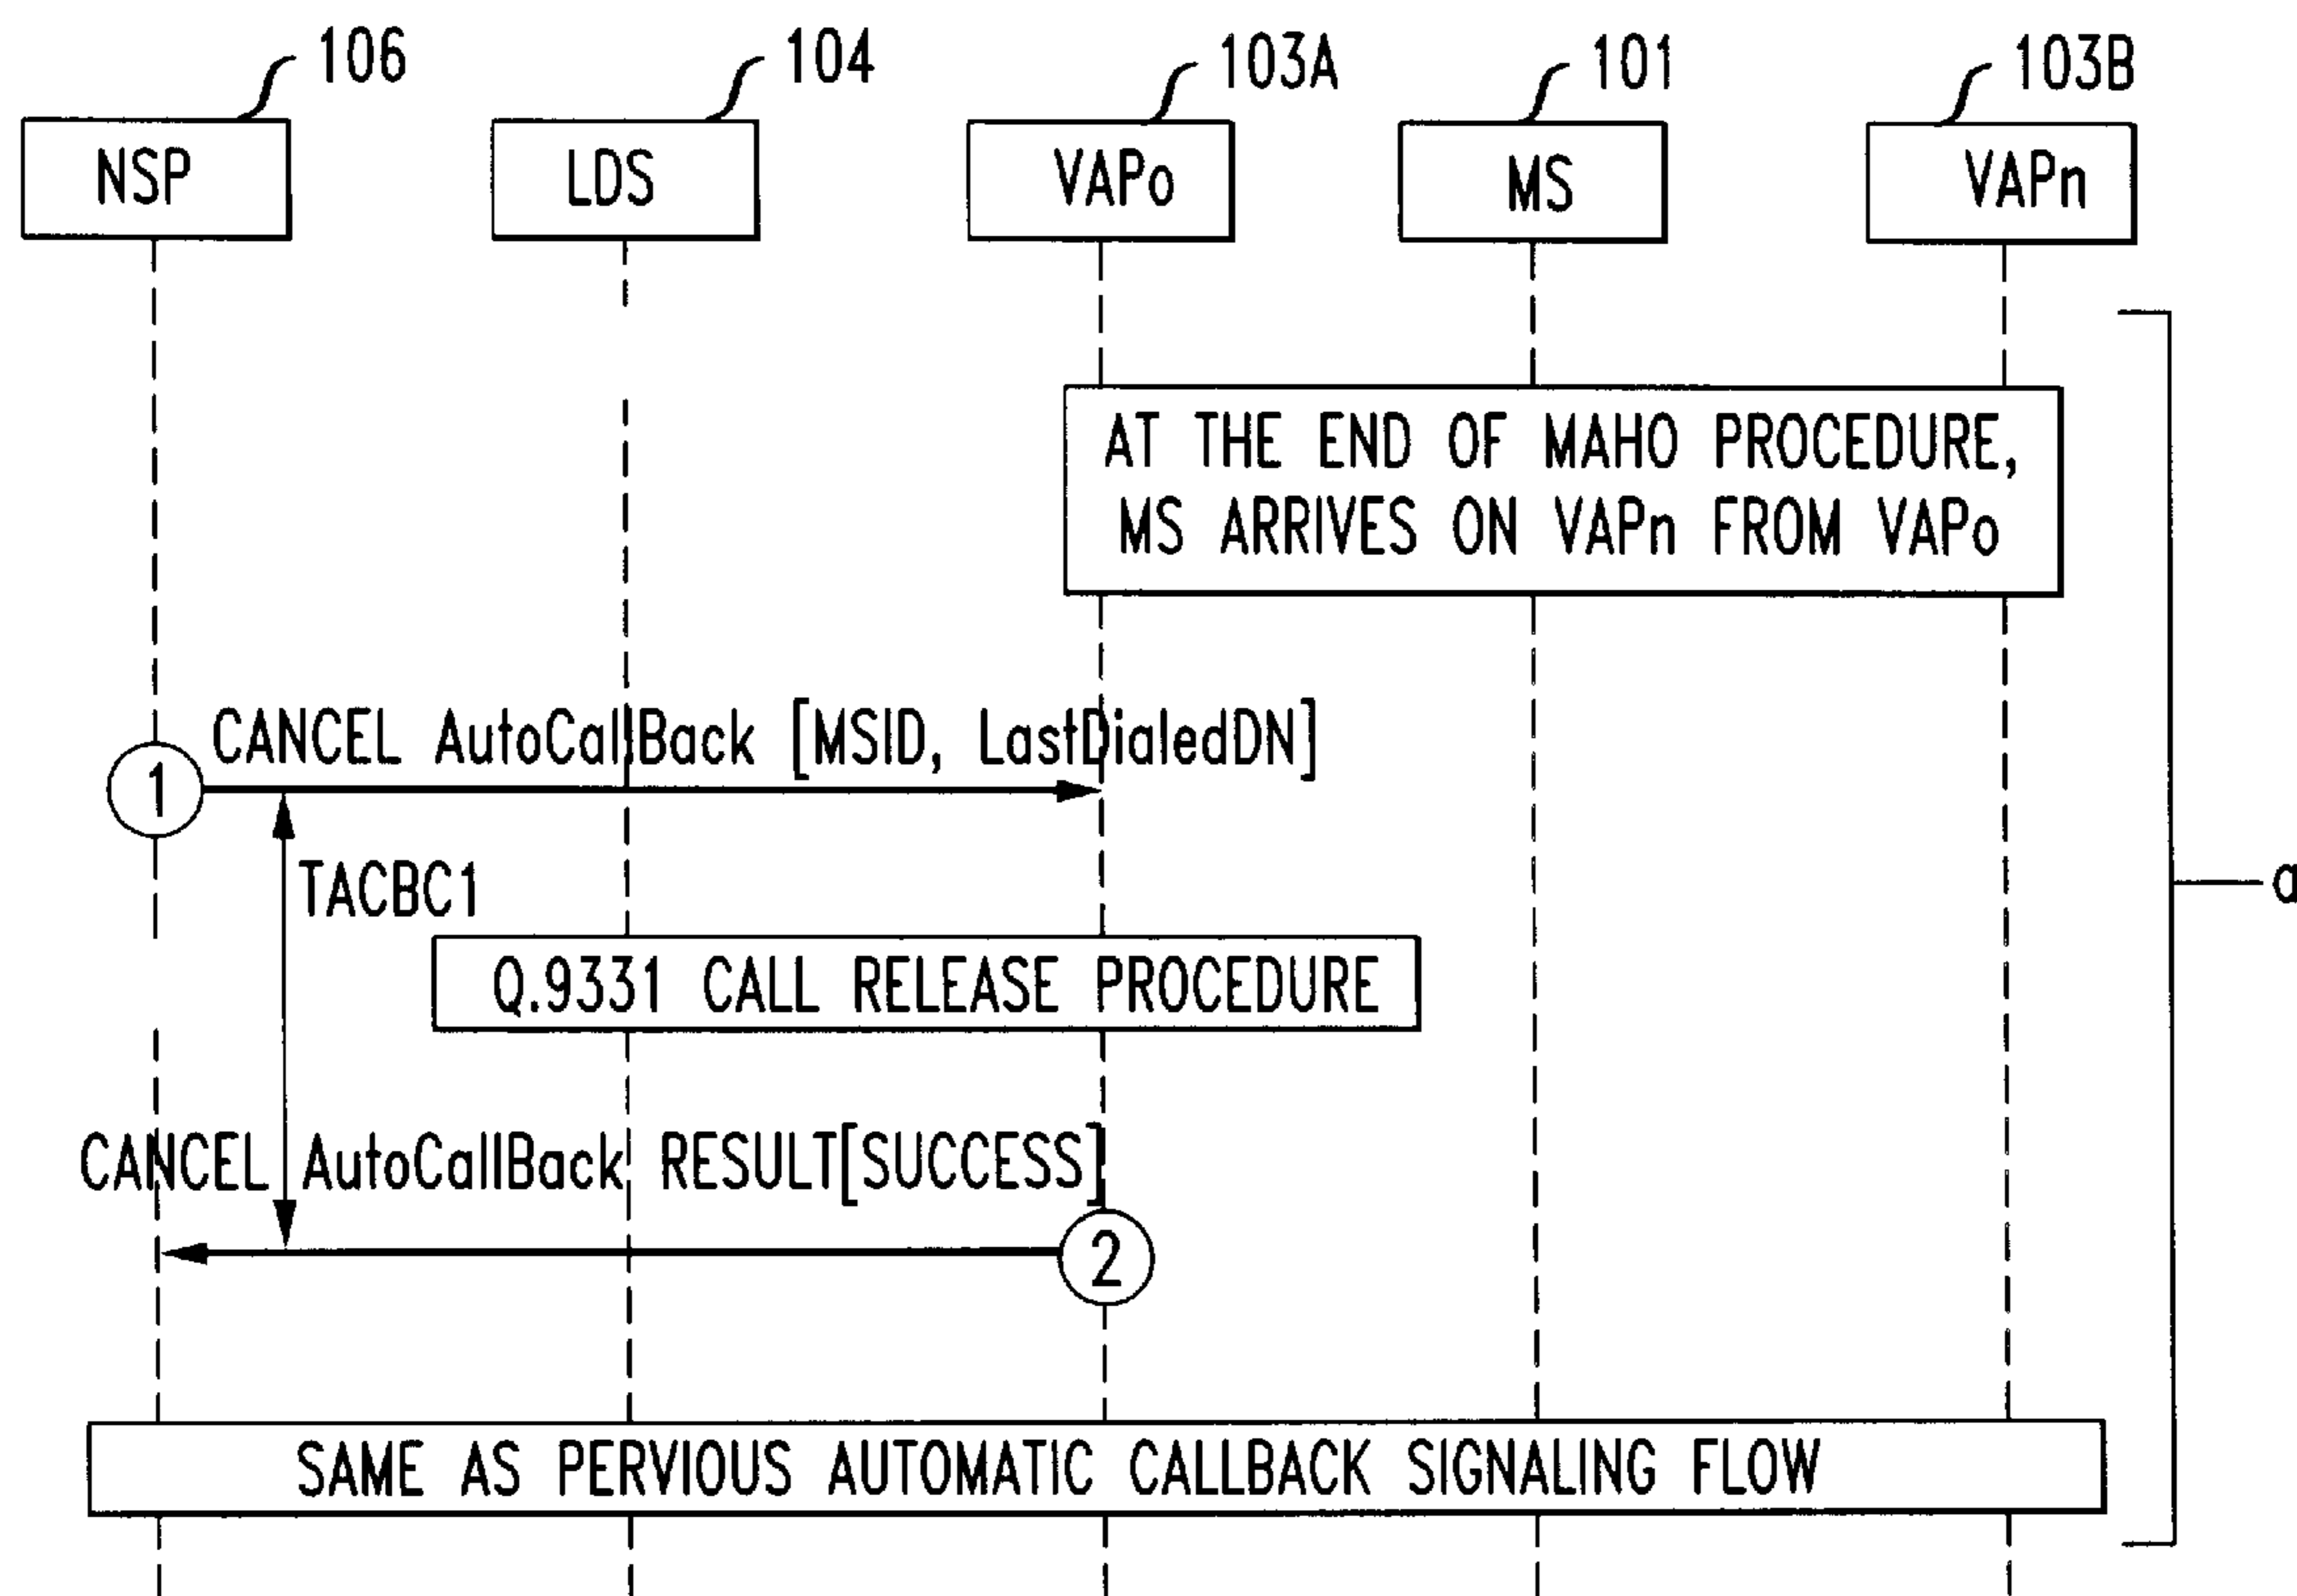 106
104
103A
101
103B
NSP
LDS
VAPo
MS
VAPn
AT THE END OF MAHO PROCEDURE,
MS ARRIVES ON VAPn FROM VAPo
CANCEL AutoCallBack [MSID, LastDialedDN]
1
TACBC1
a
Q.9331 CALL RELEASE PROCEDURE
CANCEL AutoCallBack RESULT[SUCCESS]
2
SAME AS PERVIOUS AUTOMATIC CALLBACK SIGNALING FLOW